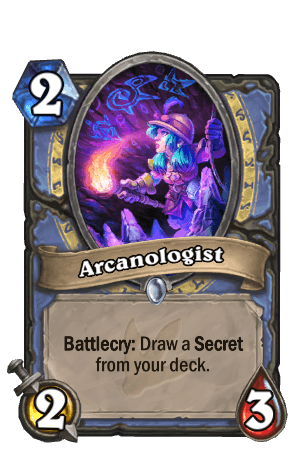 2
Arcanologist
Battlecry: Draw a Secret
from your deck.
2
3